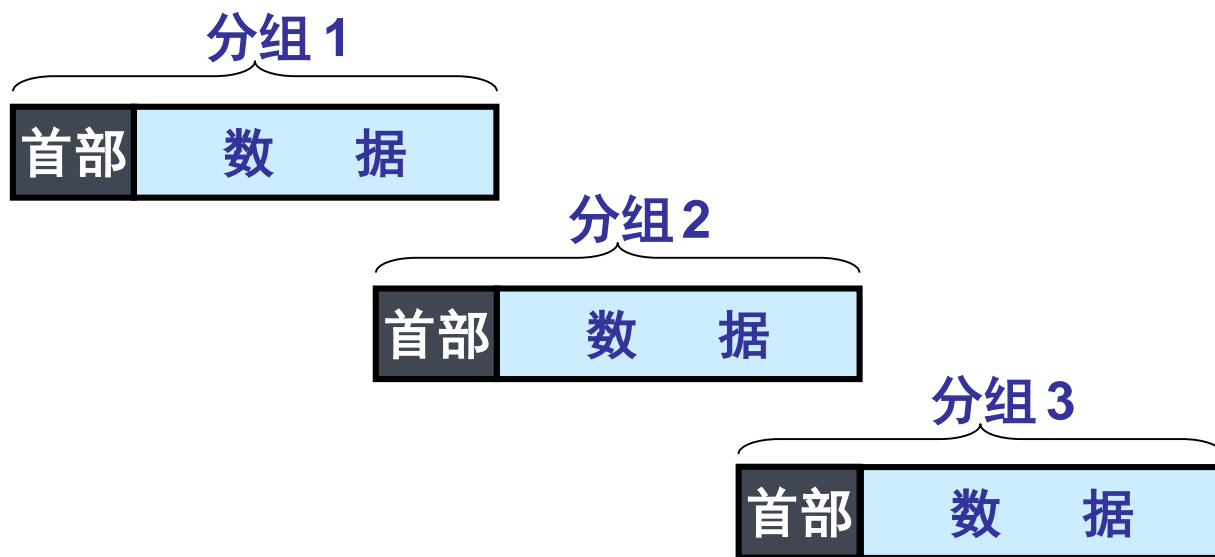 分组 1
首部 数 据
分组 2
首部 数 据
分组 3
首部 数 据